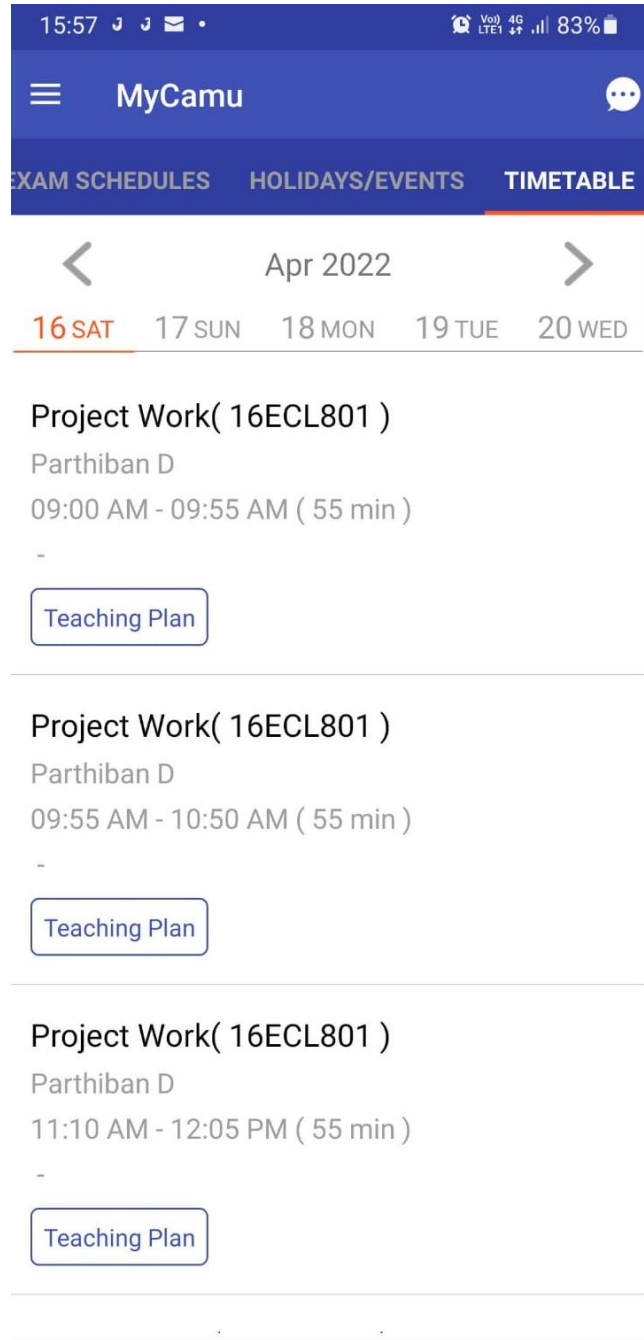 15:57 83%
MyCamu
EXAM SCHEDULES HOLIDAYS/EVENTS TIMETABLE
Apr 2022
16 SAT 17 SUN 18 MON 19 TUE 20 WED
Project Work( 16ECL801 )
Parthiban D
09:00 AM - 09:55 AM ( 55 min )
-
Teaching Plan
Project Work( 16ECL801 )
Parthiban D
09:55 AM - 10:50 AM ( 55 min )
-
Teaching Plan
Project Work( 16ECL801 )
Parthiban D
11:10 AM - 12:05 PM ( 55 min )
-
Teaching Plan